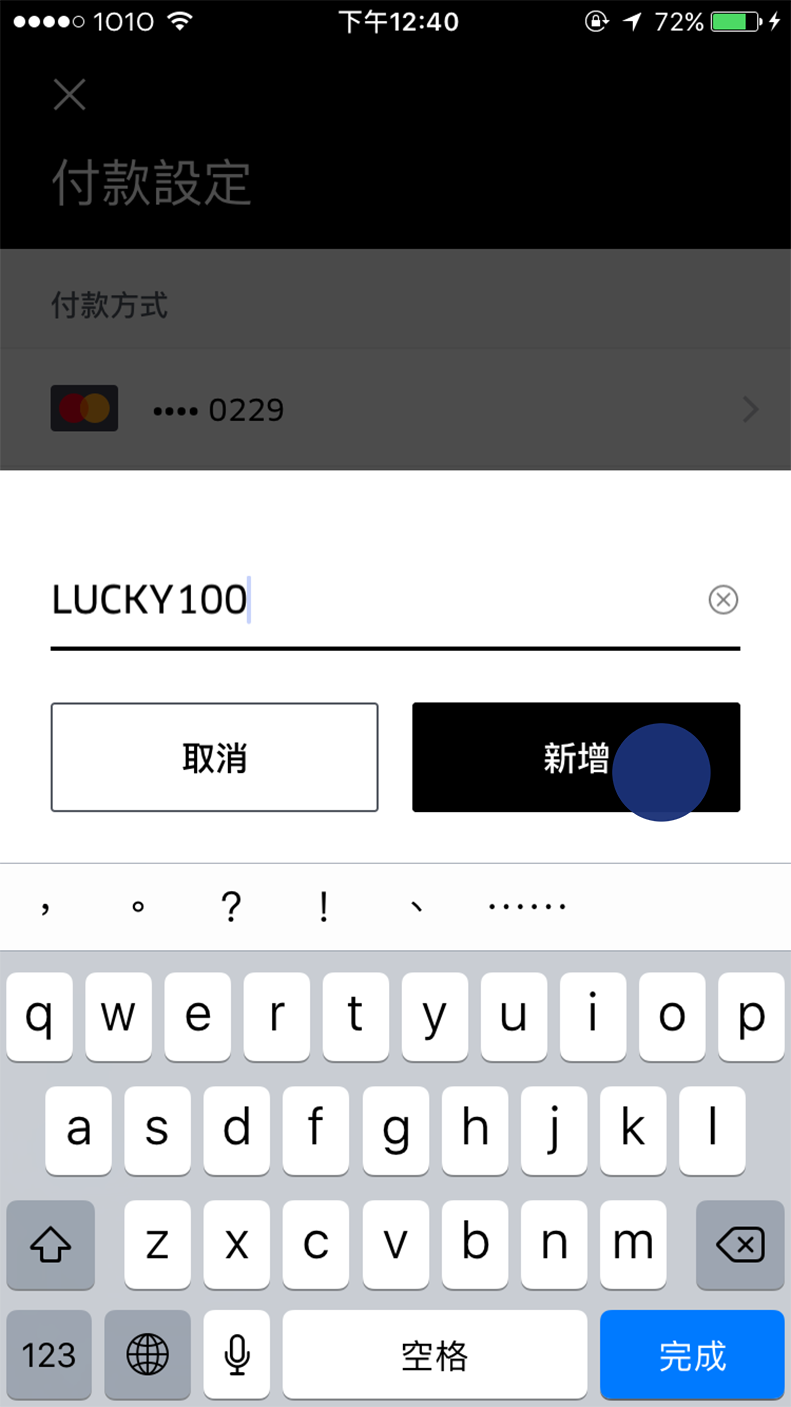 1010 下午12:40 72%
付款設定
付款方式
•••• 0229
LUCKY100
取消 新增
， 。 ？ ！ 、 ……
q w e r t y u i o p
a s d f g h j k l
z x c v b n m
123 空格 完成